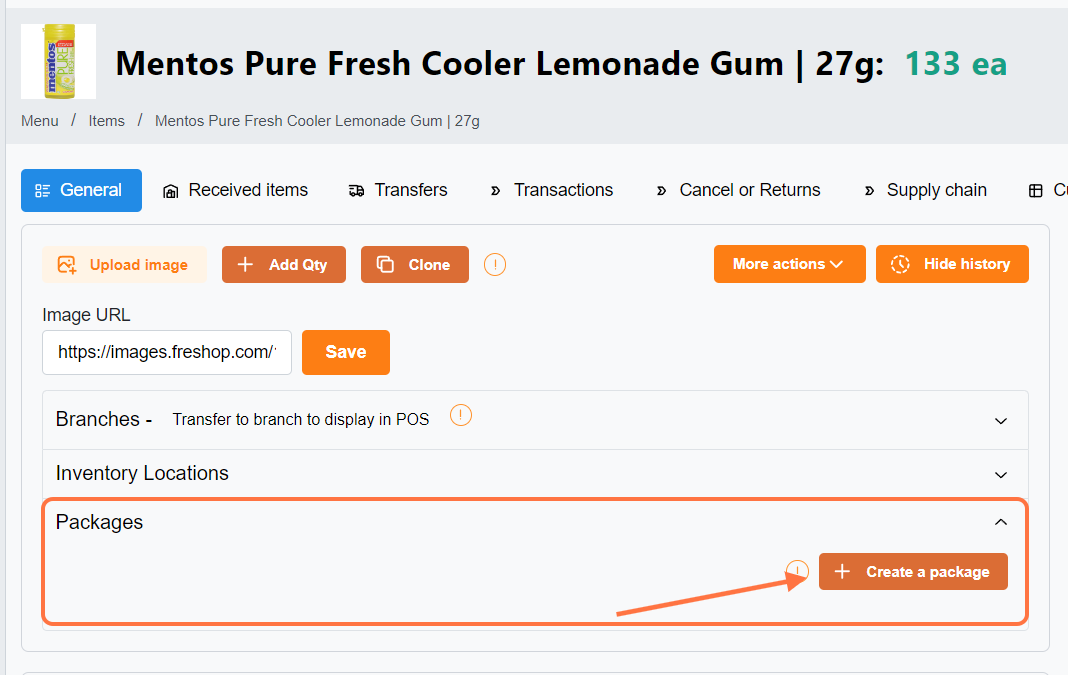 mentos PURE
Mentos Pure Fresh Cooler Lemonade Gum | 27g: 133 ea
Menu / Items / Mentos Pure Fresh Cooler Lemonade Gum | 27g
General Received items Transfers Transactions Cancel or Returns Supply chain Cu
Upload image Add Qty Clone More actions Hide history
Image URL
https://images.freshop.com/ Save
Branches - Transfer to branch to display in POS
Inventory Locations
Packages
Create a package